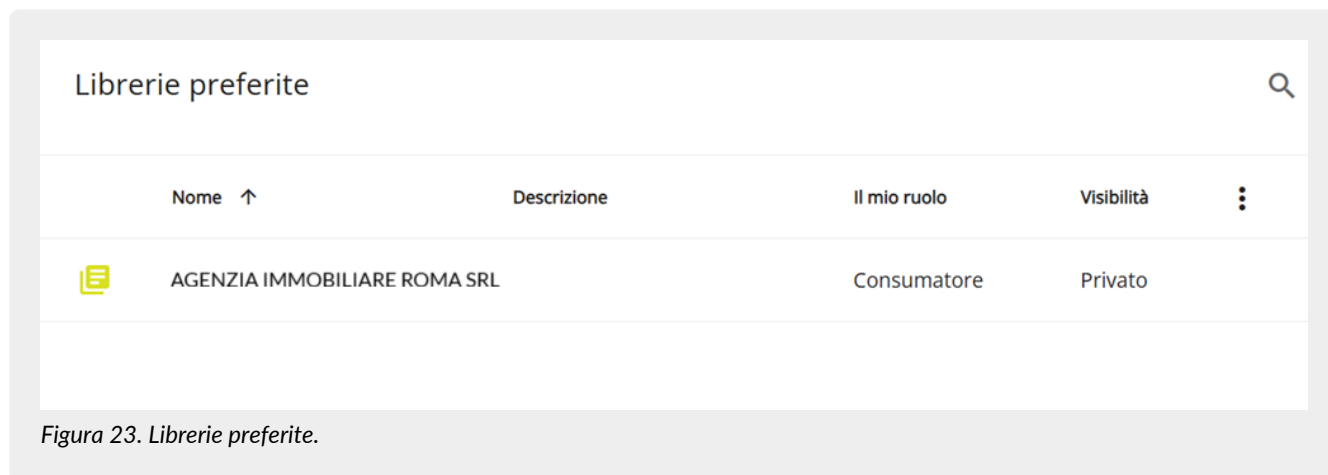 Librerie preferite
Nome ↑ Descrizione Il mio ruolo Visibilità
AGENZIA IMMOBILIARE ROMA SRL Consumatore Privato
Figura 23. Librerie preferite.